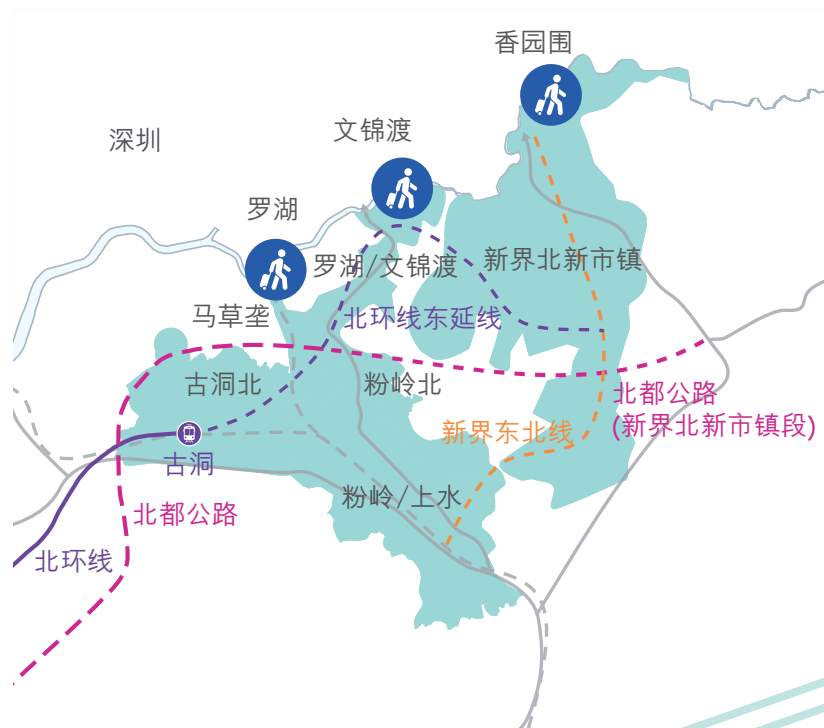 香园围
文锦渡
深圳
罗湖
罗湖/文锦渡
新界北新市镇
马草垄
北环线东延线
古洞北
粉岭北
北都公路
(新界北新市镇段)
新界东北线
古洞
粉岭/上水
北都公路
北环线